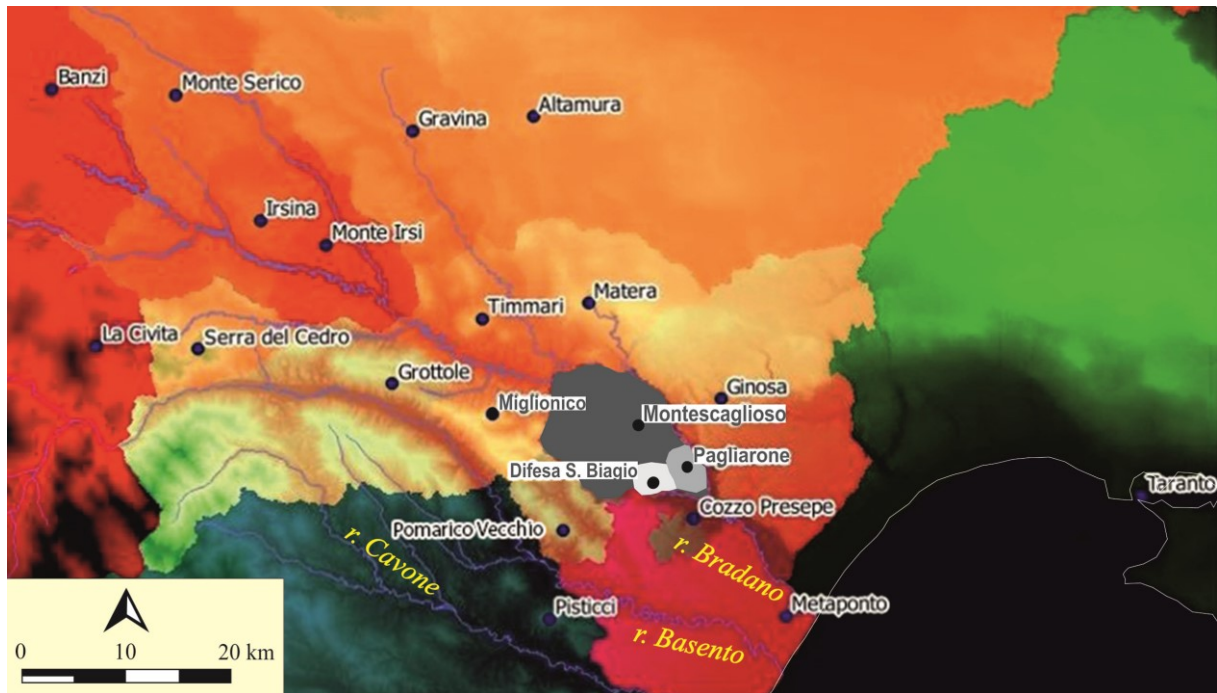 Banzi
Monte Serico
Gravina
Altamura
Irsina
Monte Irsi
Timmari
Matera
La Civita
Serra del Cedro
Grottole
Miglionico
Ginosa
Montescaglioso
Difesa S. Biagio
Pagliarone
Taranto
Pomarico Vecchio
Cozzo Presepe
r. Cavone
r. Bradano
Pisticci
Metaponto
r. Basento
0 10 20 km